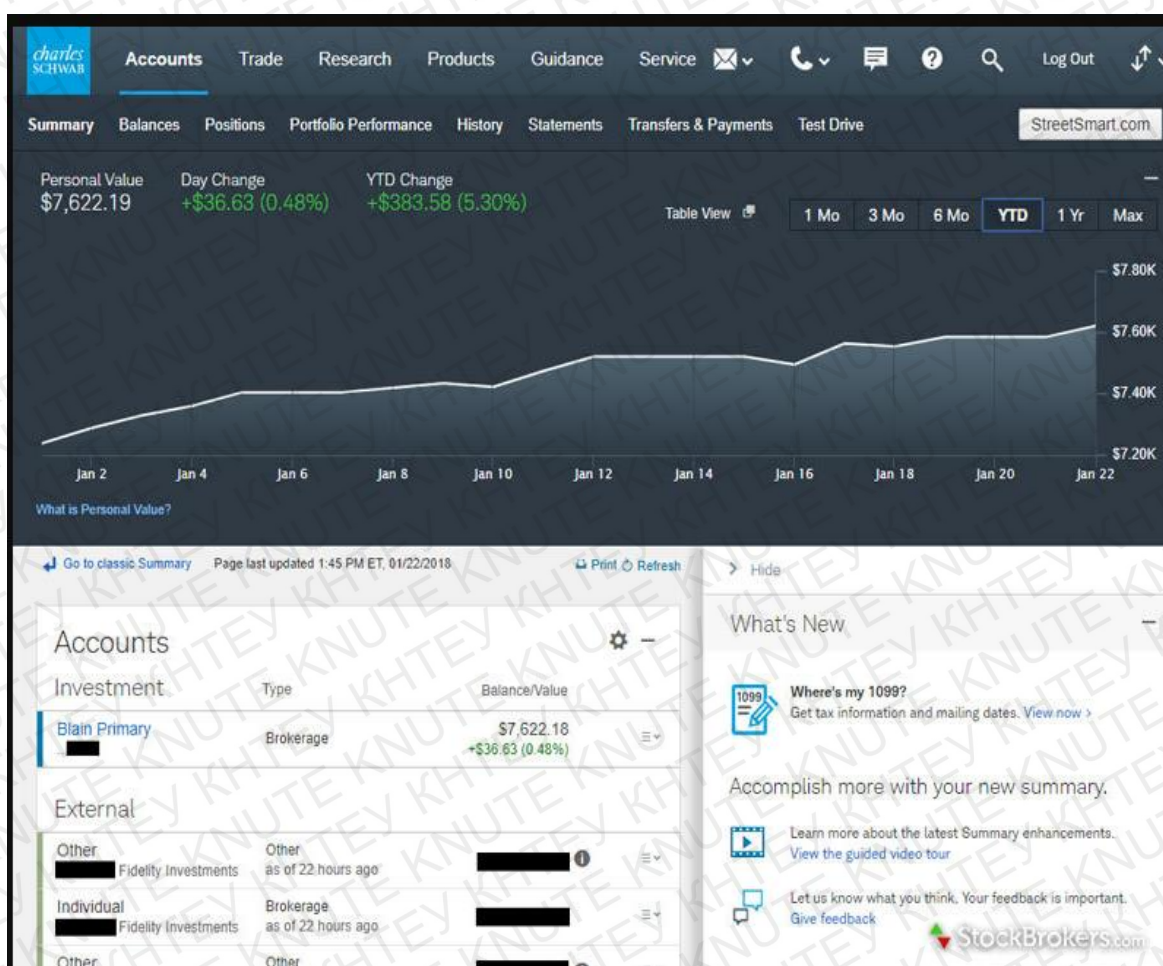 charles
SCHWAB
Accounts Trade Research Products Guidance Service Log Out
Summary Balances Positions Portfolio Performance History Statements Transfers & Payments Test Drive StreetSmart.com
Personal Value Day Change YTD Change
$7,622.19 +$36.63 (0.48%) +$383.58 (5.30%)
Table View 1 Mo 3 Mo 6 Mo YTD 1 Yr Max
$7.80K
$7.60K
$7.40K
$7.20K
Jan 2 Jan 4 Jan 6 Jan 8 Jan 10 Jan 12 Jan 14 Jan 16 Jan 18 Jan 20 Jan 22
What is Personal Value?
Go to classic Summary Page last updated 1:45 PM ET, 01/22/2018 Print Refresh
Accounts
Investment Type Balance/Value
Blain Primary Brokerage $7,622.18
+$36.63 (0.48%)
External
Other Other
Fidelity Investments as of 22 hours ago
Individual Brokerage
Fidelity Investments as of 22 hours ago
Other Other
Hide
What's New
1099
Where's my 1099?
Get tax information and mailing dates. View now >
Accomplish more with your new summary.
Learn more about the latest Summary enhancements.
View the guided video tour
Let us know what you think. Your feedback is important.
Give feedback
StockBrokers.com
KNUTE KHTEY KNUTE KHTEY